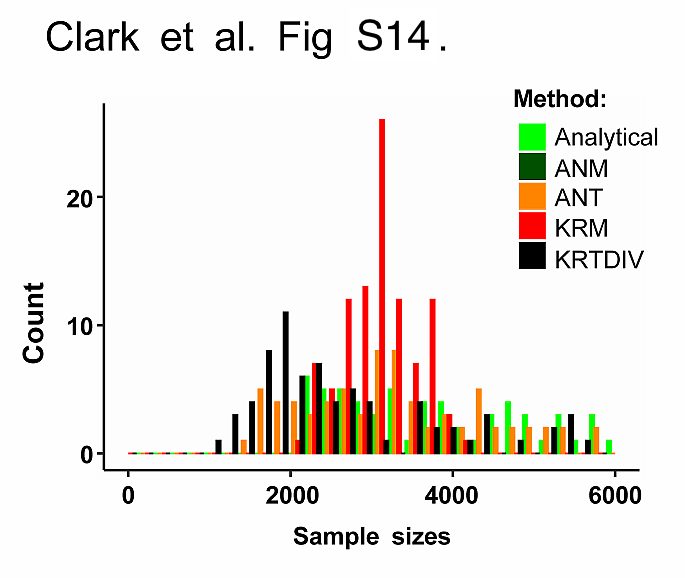 Clark et al. Fig S14.
Method:
Analytical
ANM
ANT
KRM
KRTDIV
Count
20
10
0
0 2000 4000 6000
Sample sizes